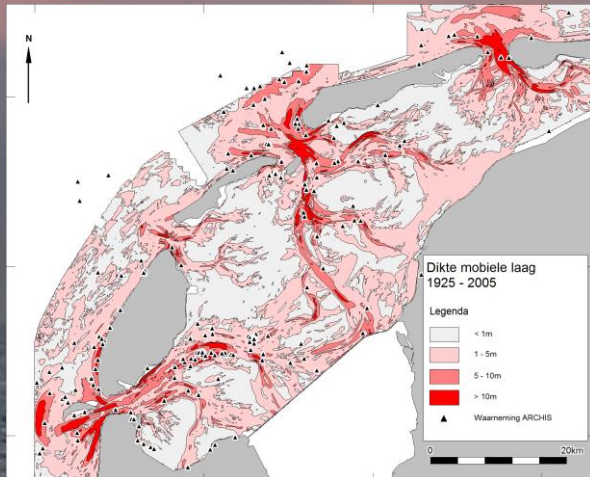 N
Dikte mobiele laag
1925 - 2005
Legenda
< 1m
1 - 5m
5 - 10m
> 10m
Waarneming ARCHIS
0 20km